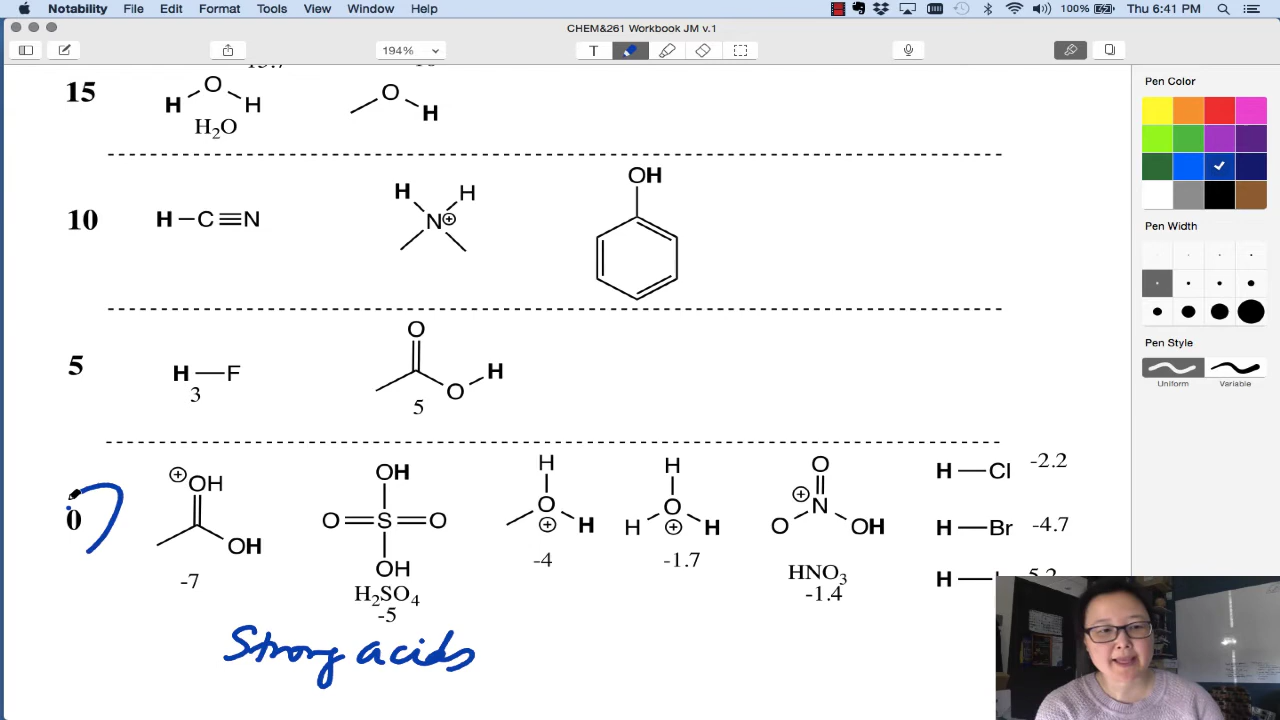 Notability File Edit Format Tools View Window Help 100% Thu 6:41 PM
CHEM&261 Workbook JM v.1
194% T
Pen Color
Pen Width
Pen Style
Uniform Variable
15 H O H O H
H2O
10 H C N H H N ⊕ OH
5 H F O O H
3 5
0 ⊕ OH OH OH O S O OH H O ⊕ H H H O ⊕ H O ⊕ N O OH H Cl -2.2
H Br -4.7
H
-7 H2SO4 -4 -1.7 HNO3
-5 -1.4
Strong acids